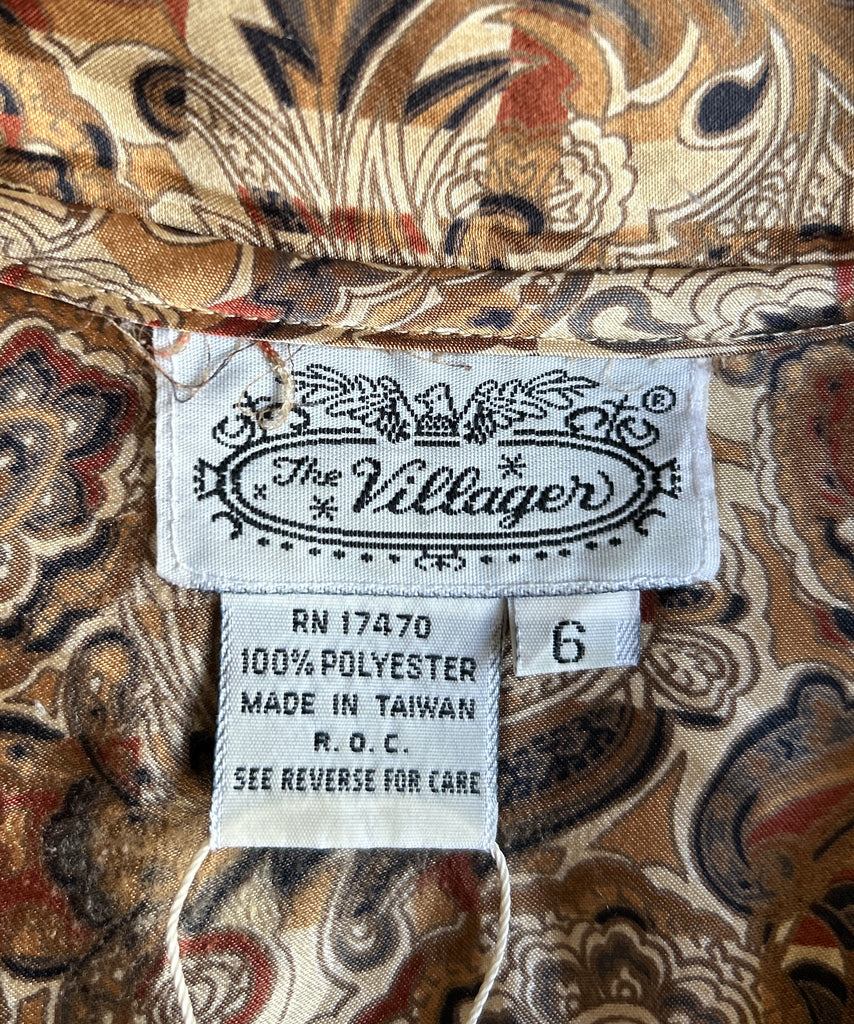 The Villager ®
RN 17470
100% POLYESTER
MADE IN TAIWAN
R. O. C.
SEE REVERSE FOR CARE
6